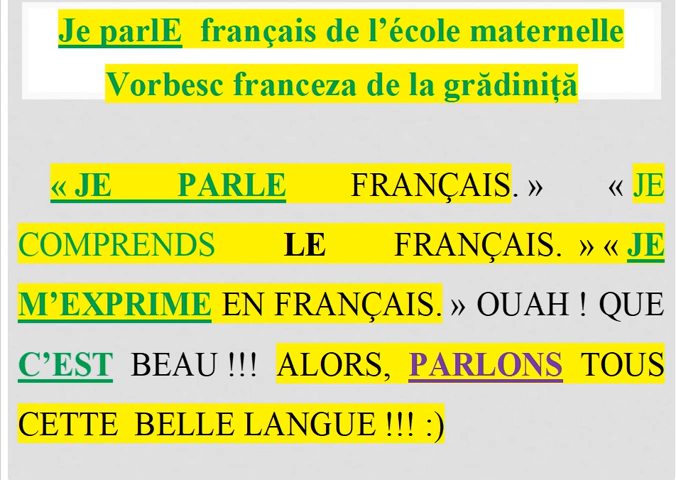 Je parlE français de l’école maternelle
Vorbesc franceza de la grădiniță
« JE PARLE FRANÇAIS. » « JE
COMPRENDS LE FRANÇAIS. » « JE
M’EXPRIME EN FRANÇAIS. » OUAH ! QUE
C’EST BEAU !!! ALORS, PARLONS TOUS
CETTE BELLE LANGUE !!! :)